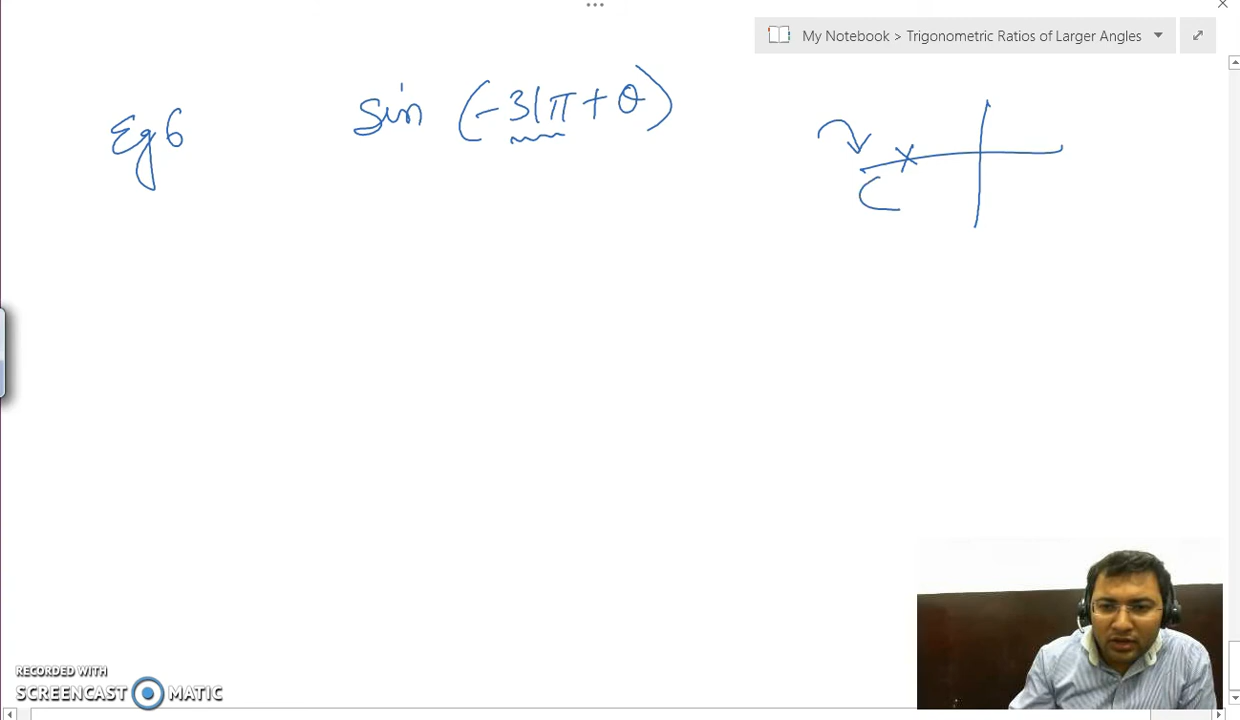 My Notebook > Trigonometric Ratios of Larger Angles
Eg 6 sin (-31π + θ)
RECORDED WITH
SCREENCAST MATIC